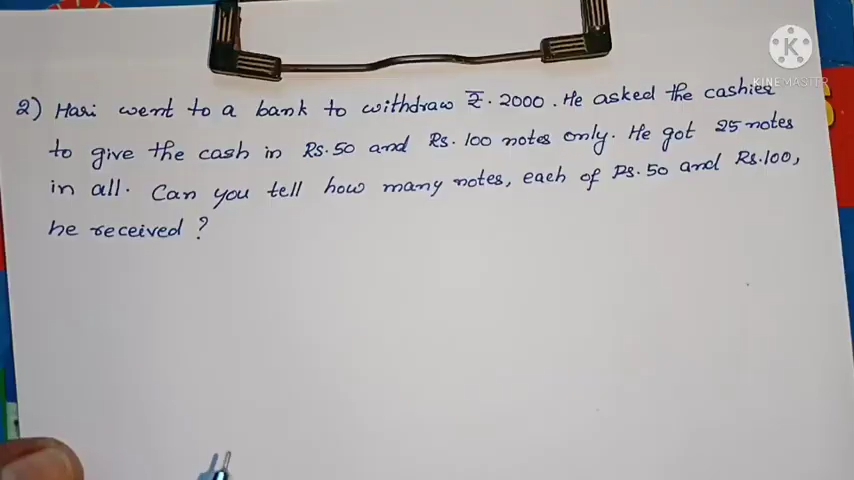 KINEMASTER
2) Hari went to a bank to withdraw ₹. 2000. He asked the cashier
to give the cash in Rs. 50 and Rs. 100 notes only. He got 25 notes
in all. Can you tell how many notes, each of Rs. 50 and Rs. 100,
he received ?